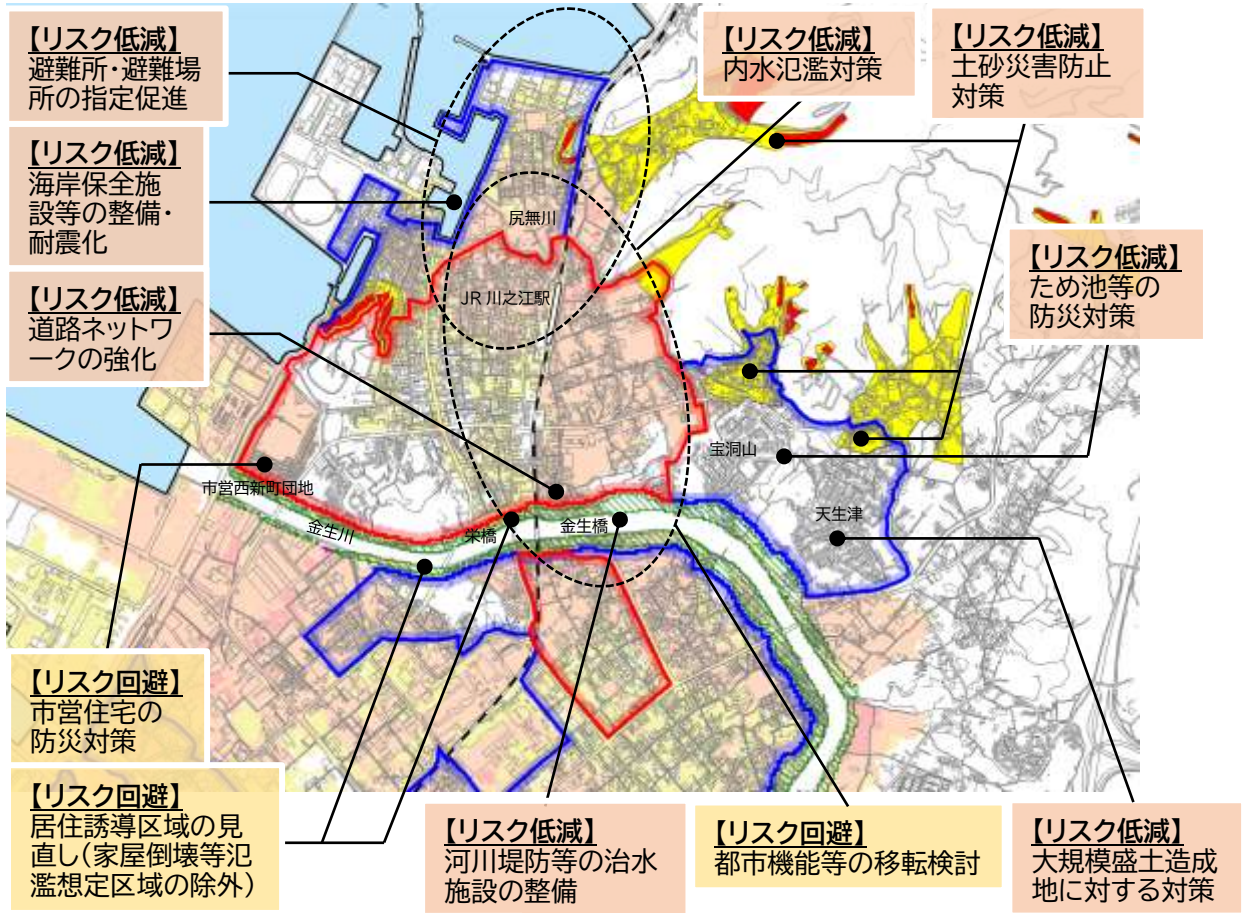 【リスク低減】
避難所・避難場
所の指定促進
【リスク低減】
海岸保全施
設等の整備・
耐震化
【リスク低減】
道路ネットワ
ークの強化
【リスク低減】
内水氾濫対策
【リスク低減】
土砂災害防止
対策
【リスク低減】
ため池等の
防災対策
尻無川
JR 川之江駅
宝洞山
市営西新町団地
天生津
金生川
栄橋
金生橋
【リスク回避】
市営住宅の
防災対策
【リスク回避】
居住誘導区域の見
直し（家屋倒壊等氾
濫想定区域の除外）
【リスク低減】
河川堤防等の治水
施設の整備
【リスク回避】
都市機能等の移転検討
【リスク低減】
大規模盛土造成
地に対する対策